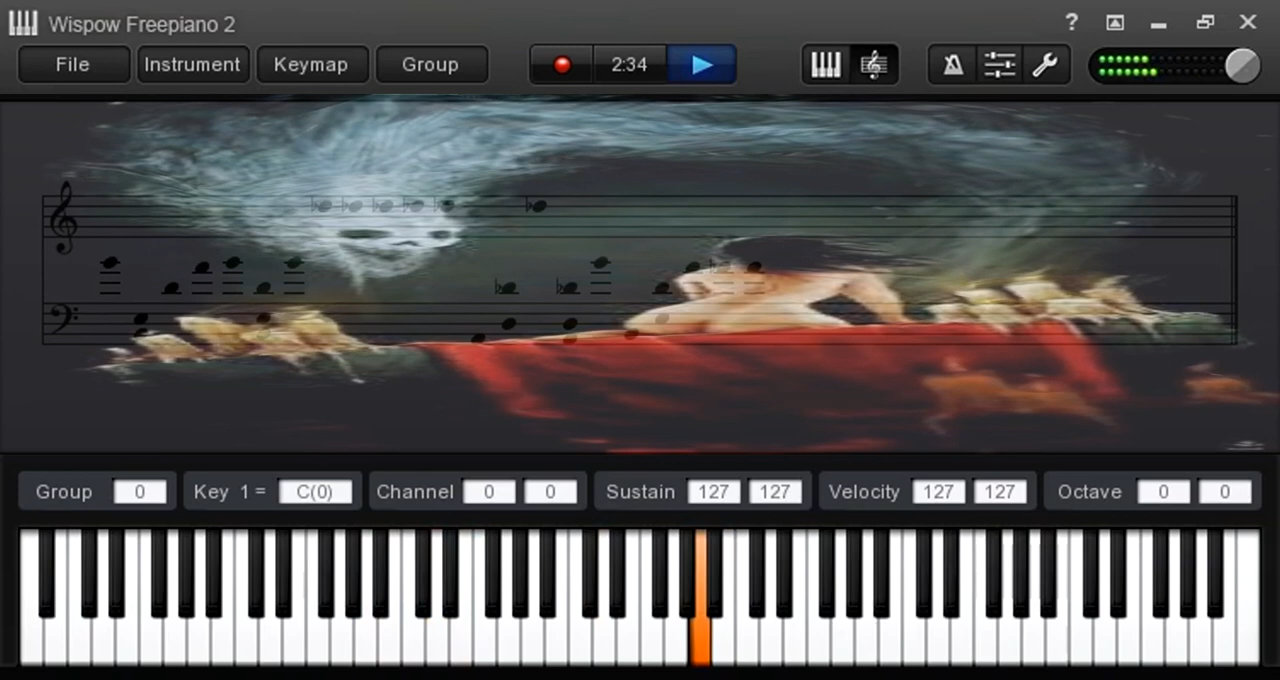 Wispow Freepiano 2 ?
File Instrument Keymap Group 2:34
Group 0 Key 1 = C(0) Channel 0 0 Sustain 127 127 Velocity 127 127 Octave 0 0